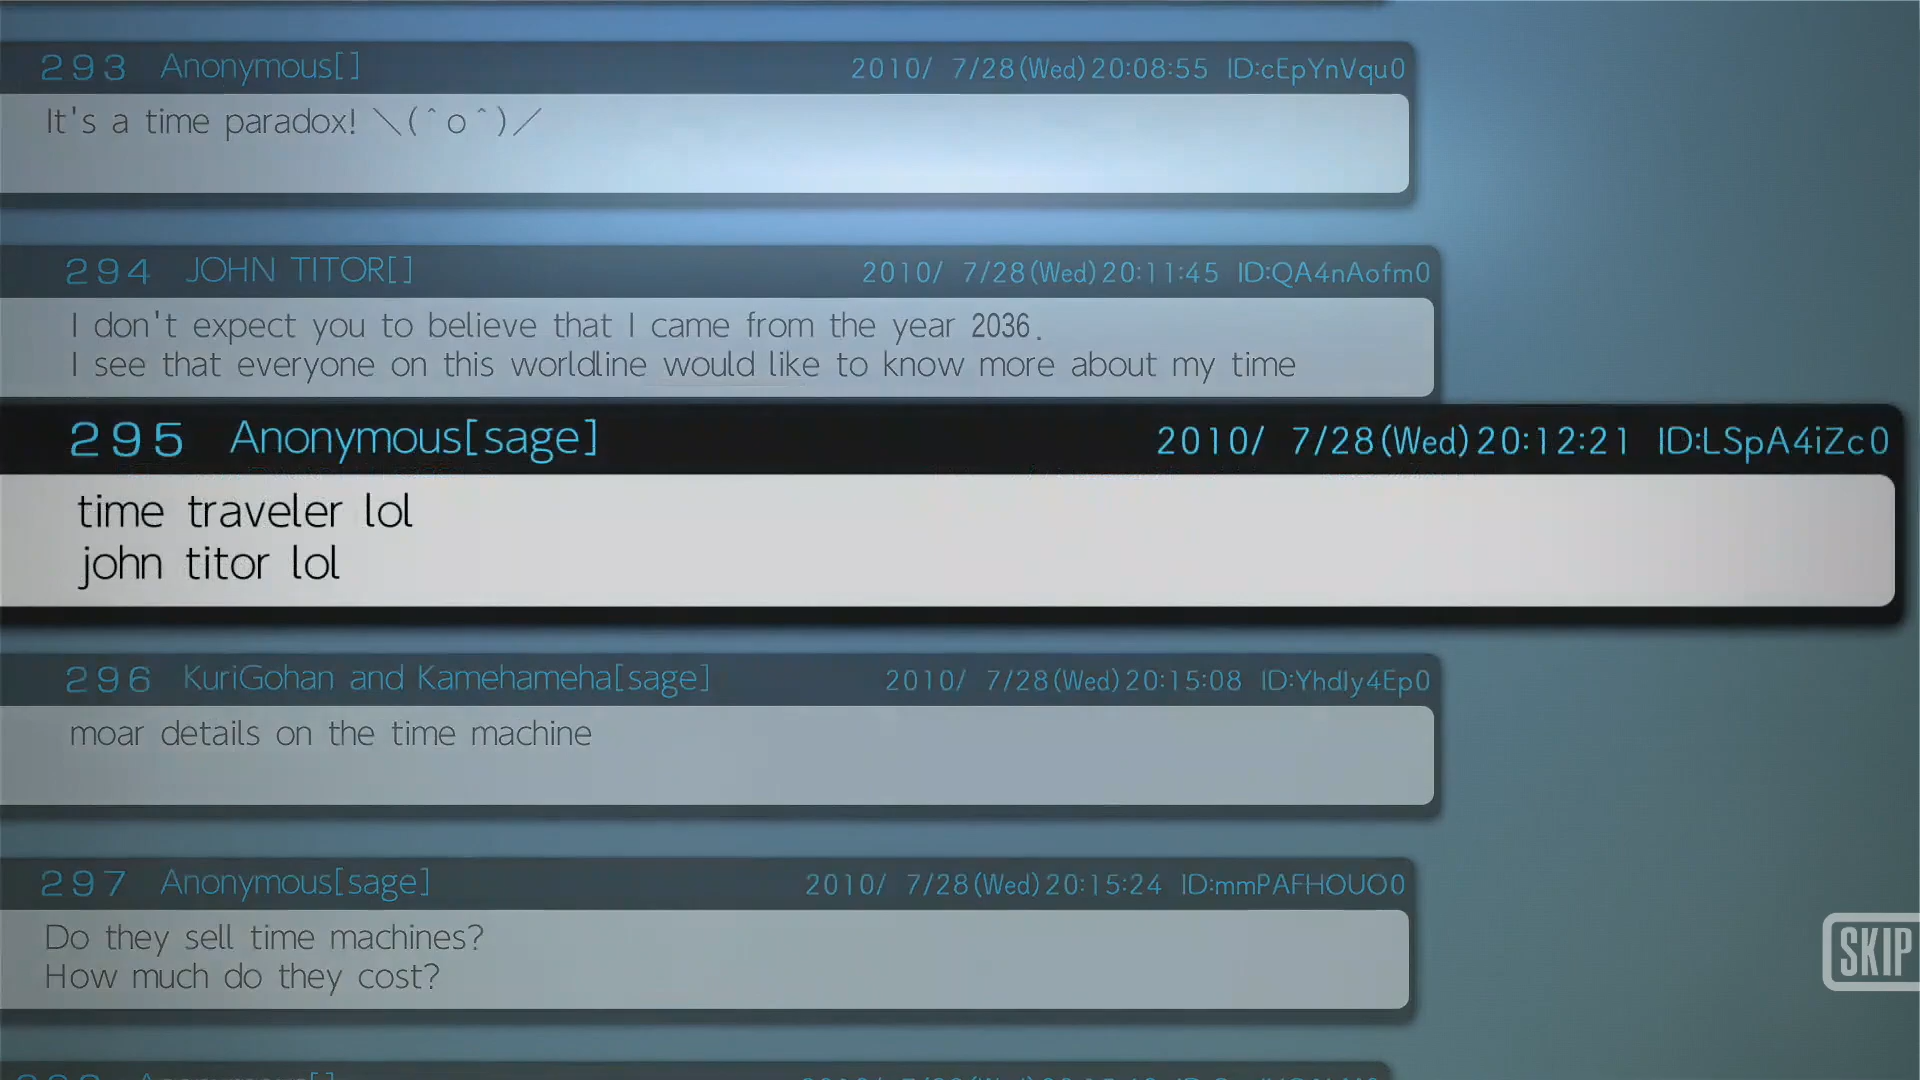 293 Anonymous[] 2010/ 7/28(Wed)20:08:55 ID:cEpYnVqu0
It's a time paradox! ＼(＾o＾)／
294 JOHN TITOR[] 2010/ 7/28(Wed)20:11:45 ID:QA4nAofm0
I don't expect you to believe that I came from the year 2036.
I see that everyone on this worldline would like to know more about my time
295 Anonymous[sage] 2010/ 7/28(Wed)20:12:21 ID:LSpA4iZc0
time traveler lol
john titor lol
296 KuriGohan and Kamehameha[sage] 2010/ 7/28(Wed)20:15:08 ID:Yhdly4Ep0
moar details on the time machine
297 Anonymous[sage] 2010/ 7/28(Wed)20:15:24 ID:mmPAFHOUO0
Do they sell time machines?
How much do they cost?
SKIP